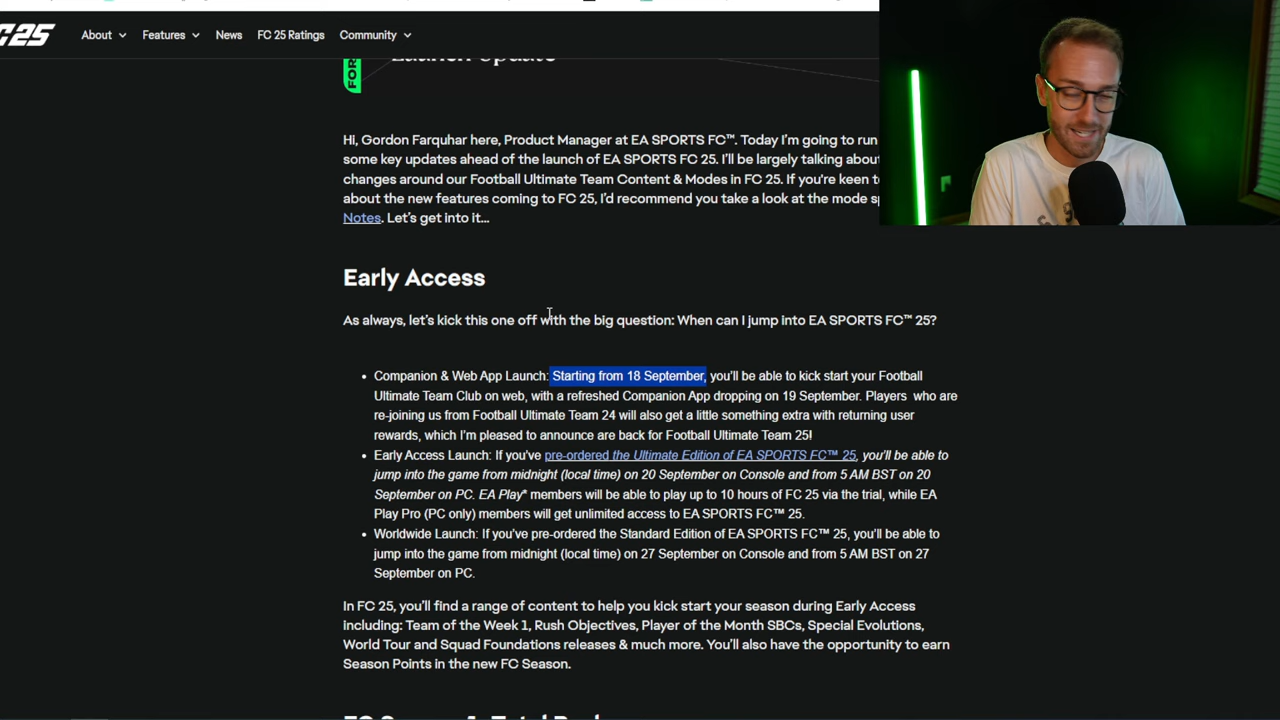 FC25
About
Features
News
FC 25 Ratings
Community
FOR
Launch Update
Hi, Gordon Farquhar here, Product Manager at EA SPORTS FC™. Today I'm going to run
some key updates ahead of the launch of EA SPORTS FC 25. I'll be largely talking about
changes around our Football Ultimate Team Content & Modes in FC 25. If you're keen to
about the new features coming to FC 25, I'd recommend you take a look at the mode sp
Notes. Let's get into it...
Early Access
As always, let's kick this one off with the big question: When can I jump into EA SPORTS FC™ 25?
• Companion & Web App Launch: Starting from 18 September, you'll be able to kick start your Football
Ultimate Team Club on web, with a refreshed Companion App dropping on 19 September. Players who are
re-joining us from Football Ultimate Team 24 will also get a little something extra with returning user
rewards, which I'm pleased to announce are back for Football Ultimate Team 25!
• Early Access Launch: If you've pre-ordered the Ultimate Edition of EA SPORTS FC™ 25, you'll be able to
jump into the game from midnight (local time) on 20 September on Console and from 5 AM BST on 20
September on PC. EA Play* members will be able to play up to 10 hours of FC 25 via the trial, while EA
Play Pro (PC only) members will get unlimited access to EA SPORTS FC™ 25.
• Worldwide Launch: If you've pre-ordered the Standard Edition of EA SPORTS FC™ 25, you'll be able to
jump into the game from midnight (local time) on 27 September on Console and from 5 AM BST on 27
September on PC.
In FC 25, you'll find a range of content to help you kick start your season during Early Access
including: Team of the Week 1, Rush Objectives, Player of the Month SBCs, Special Evolutions,
World Tour and Squad Foundations releases & much more. You'll also have the opportunity to earn
Season Points in the new FC Season.